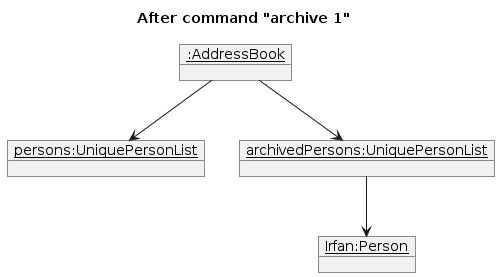 After command "archive 1"
:AddressBook
persons:UniquePersonList
archivedPersons:UniquePersonList
Irfan:Person